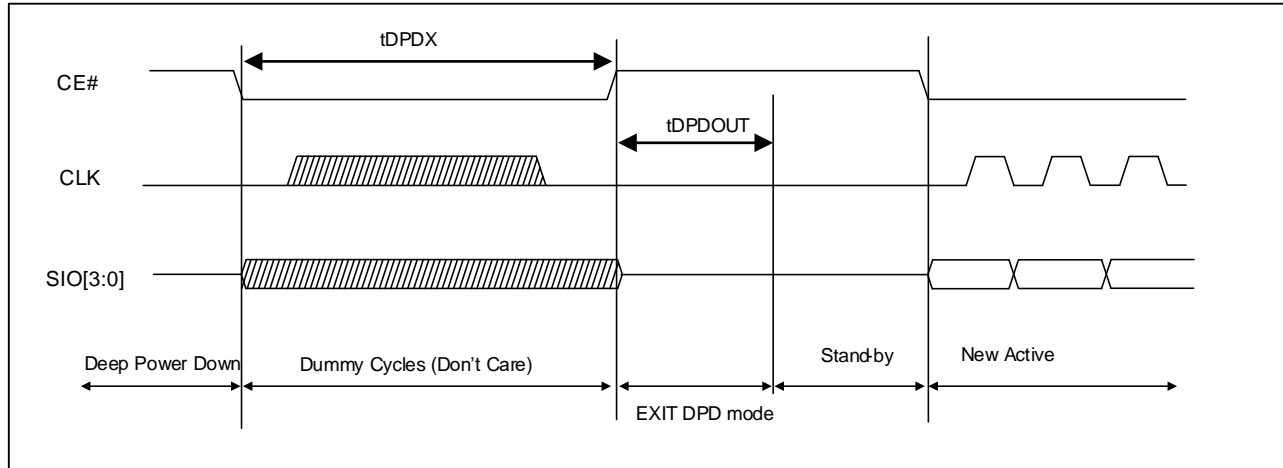 tDPDX
CE#
tDPDOUT
CLK
SIO[3:0]
Deep Power Down
Dummy Cycles (Don't Care)
Stand-by
New Active
EXIT DPD mode